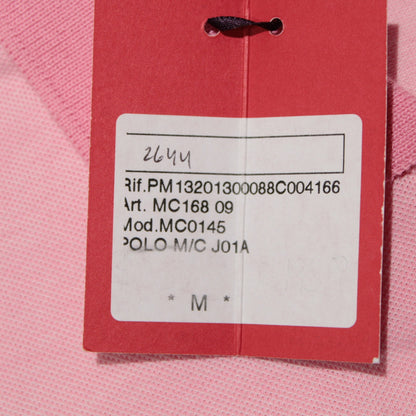 2644
Rif.PM13201300088C004166
Art. MC168 09
Mod.MC0145
POLO M/C J01A
* M *